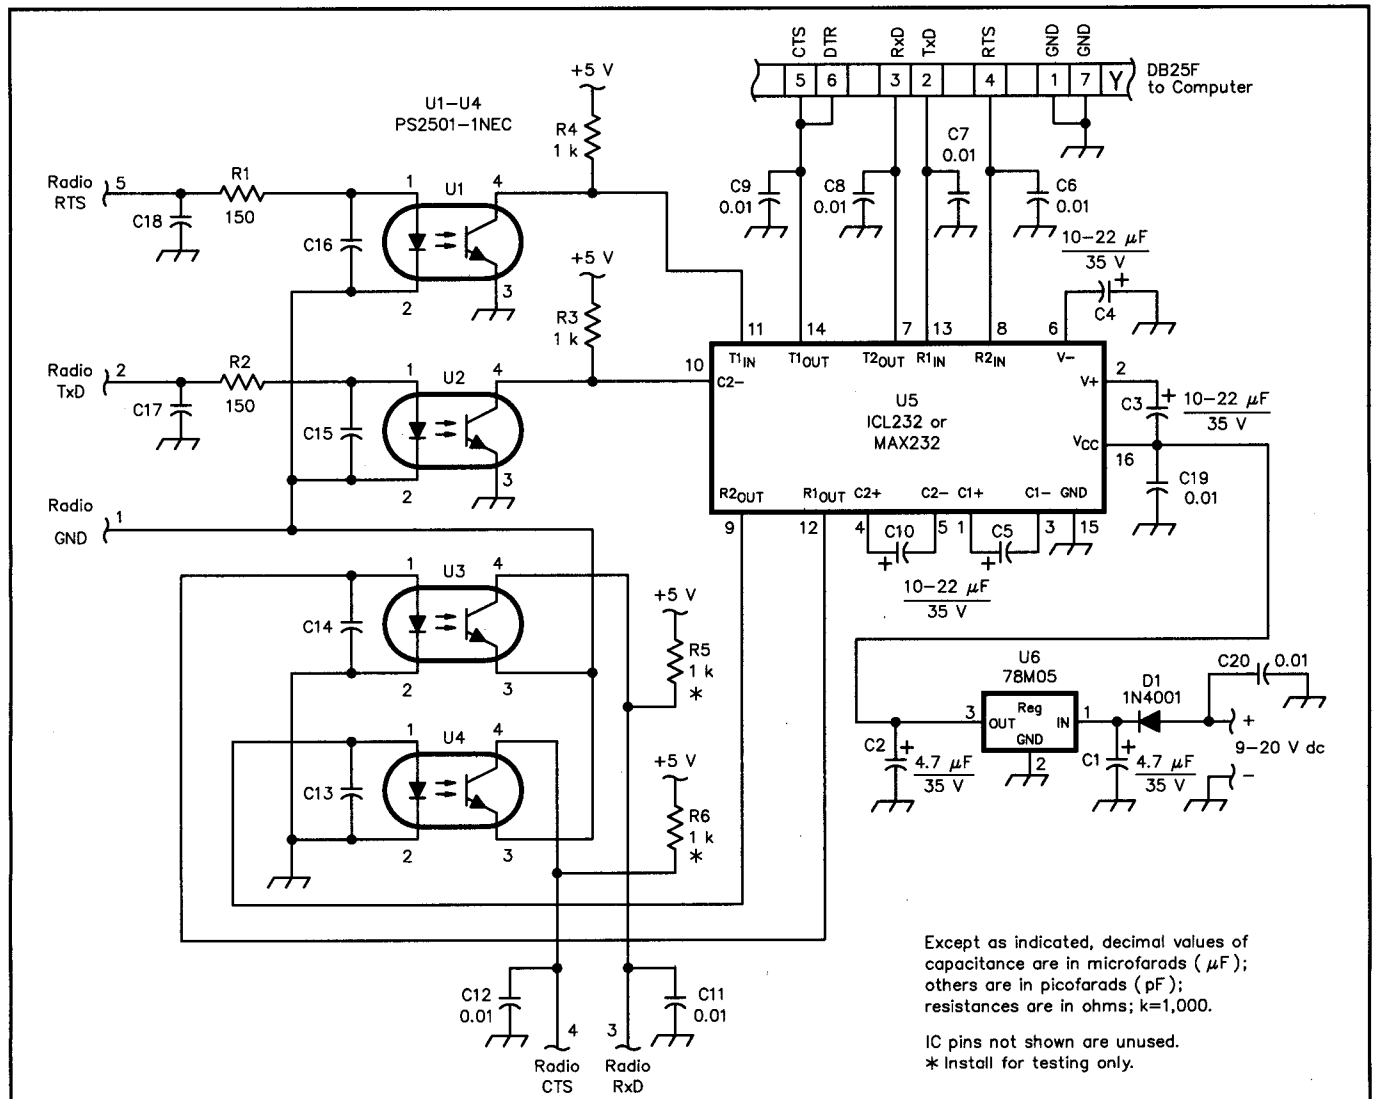 CTS
DTR
RxD
TxD
RTS
GND
GND
5
6
3
2
4
1
7
DB25F
to Computer
U1–U4
PS2501–1NEC
+5 V
R4
1 k
Radio
RTS
5
R1
150
C18
C16
1
U1
4
2
3
C9
0.01
C8
0.01
C7
0.01
C6
0.01
10–22 µF
35 V
+
C4
+5 V
R3
1 k
Radio
TxD
2
R2
150
C17
C15
1
U2
4
2
3
11
14
7
13
8
6
T1IN
T1OUT
T2OUT
R1IN
R2IN
V–
10
C2–
V+
2
U5
ICL232 or
MAX232
C3
+
10–22 µF
35 V
VCC
16
C19
0.01
R2OUT
R1OUT
C2+
C2–
C1+
C1–
GND
9
12
4
5
1
3
15
C10
+
C5
+
10–22 µF
35 V
Radio
GND
1
1
U3
4
C14
2
3
+5 V
R5
1 k
*
1
U4
4
C13
2
3
+5 V
R6
1 k
*
U6
78M05
3
OUT
Reg
IN
GND
1
2
D1
1N4001
C20
0.01
C2
+
4.7 µF
35 V
C1
+
4.7 µF
35 V
+
9–20 V dc
–
C12
0.01
4
Radio
CTS
3
Radio
RxD
C11
0.01
Except as indicated, decimal values of
capacitance are in microfarads ( µF);
others are in picofarads (pF);
resistances are in ohms; k=1,000.
IC pins not shown are unused.
* Install for testing only.